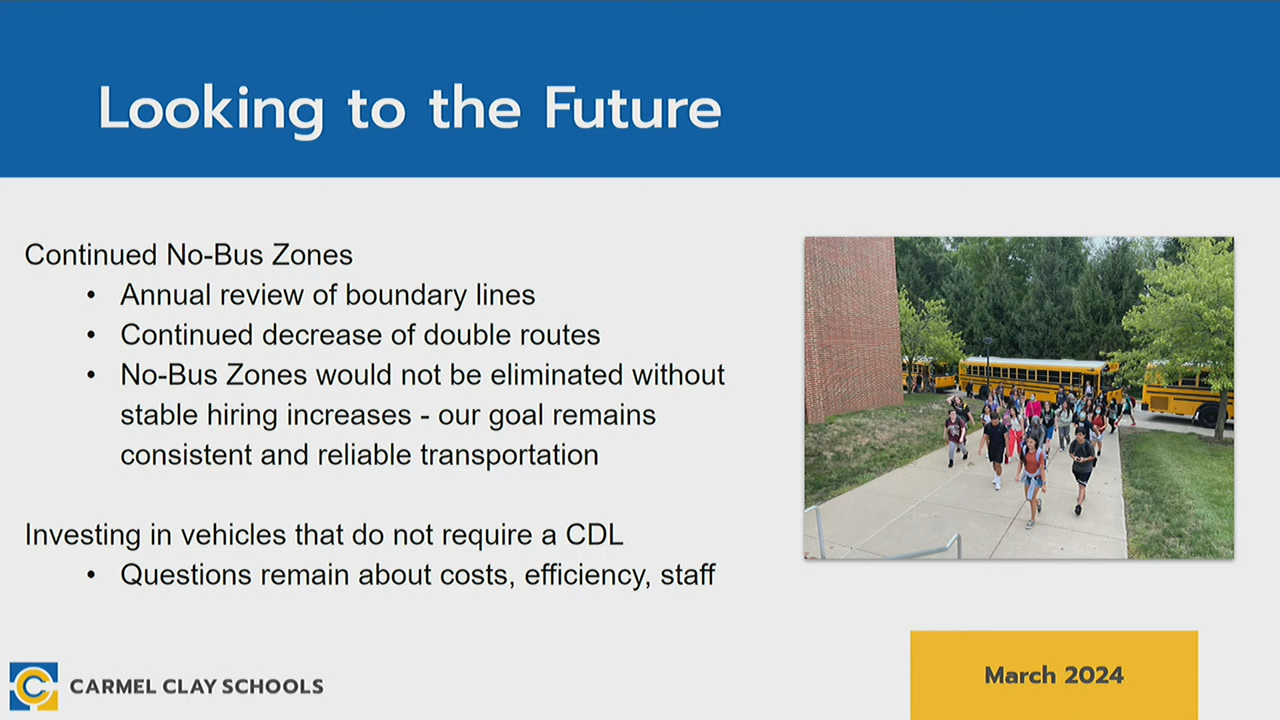 Looking to the Future
Continued No-Bus Zones
• Annual review of boundary lines
• Continued decrease of double routes
• No-Bus Zones would not be eliminated without
stable hiring increases - our goal remains
consistent and reliable transportation
Investing in vehicles that do not require a CDL
• Questions remain about costs, efficiency, staff
CARMEL CLAY SCHOOLS
March 2024